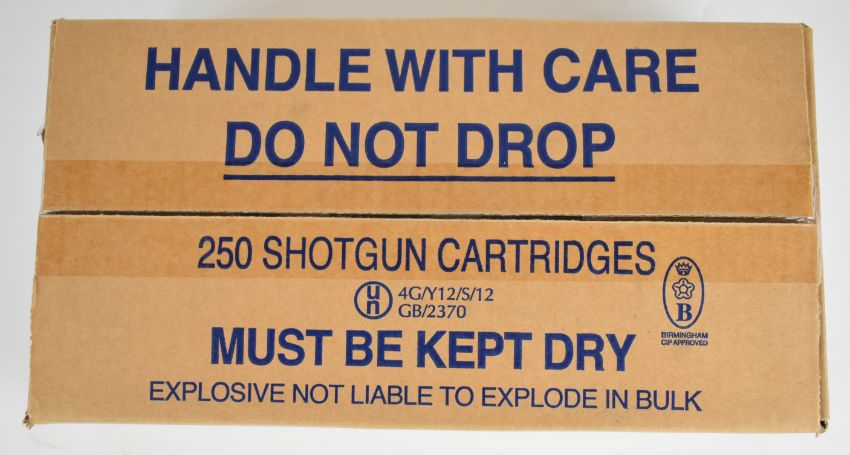 HANDLE WITH CARE
DO NOT DROP
250 SHOTGUN CARTRIDGES
un 4G/Y12/S/12
GB/2370
B
BIRMINGHAM
CIP APPROVED
MUST BE KEPT DRY
EXPLOSIVE NOT LIABLE TO EXPLODE IN BULK